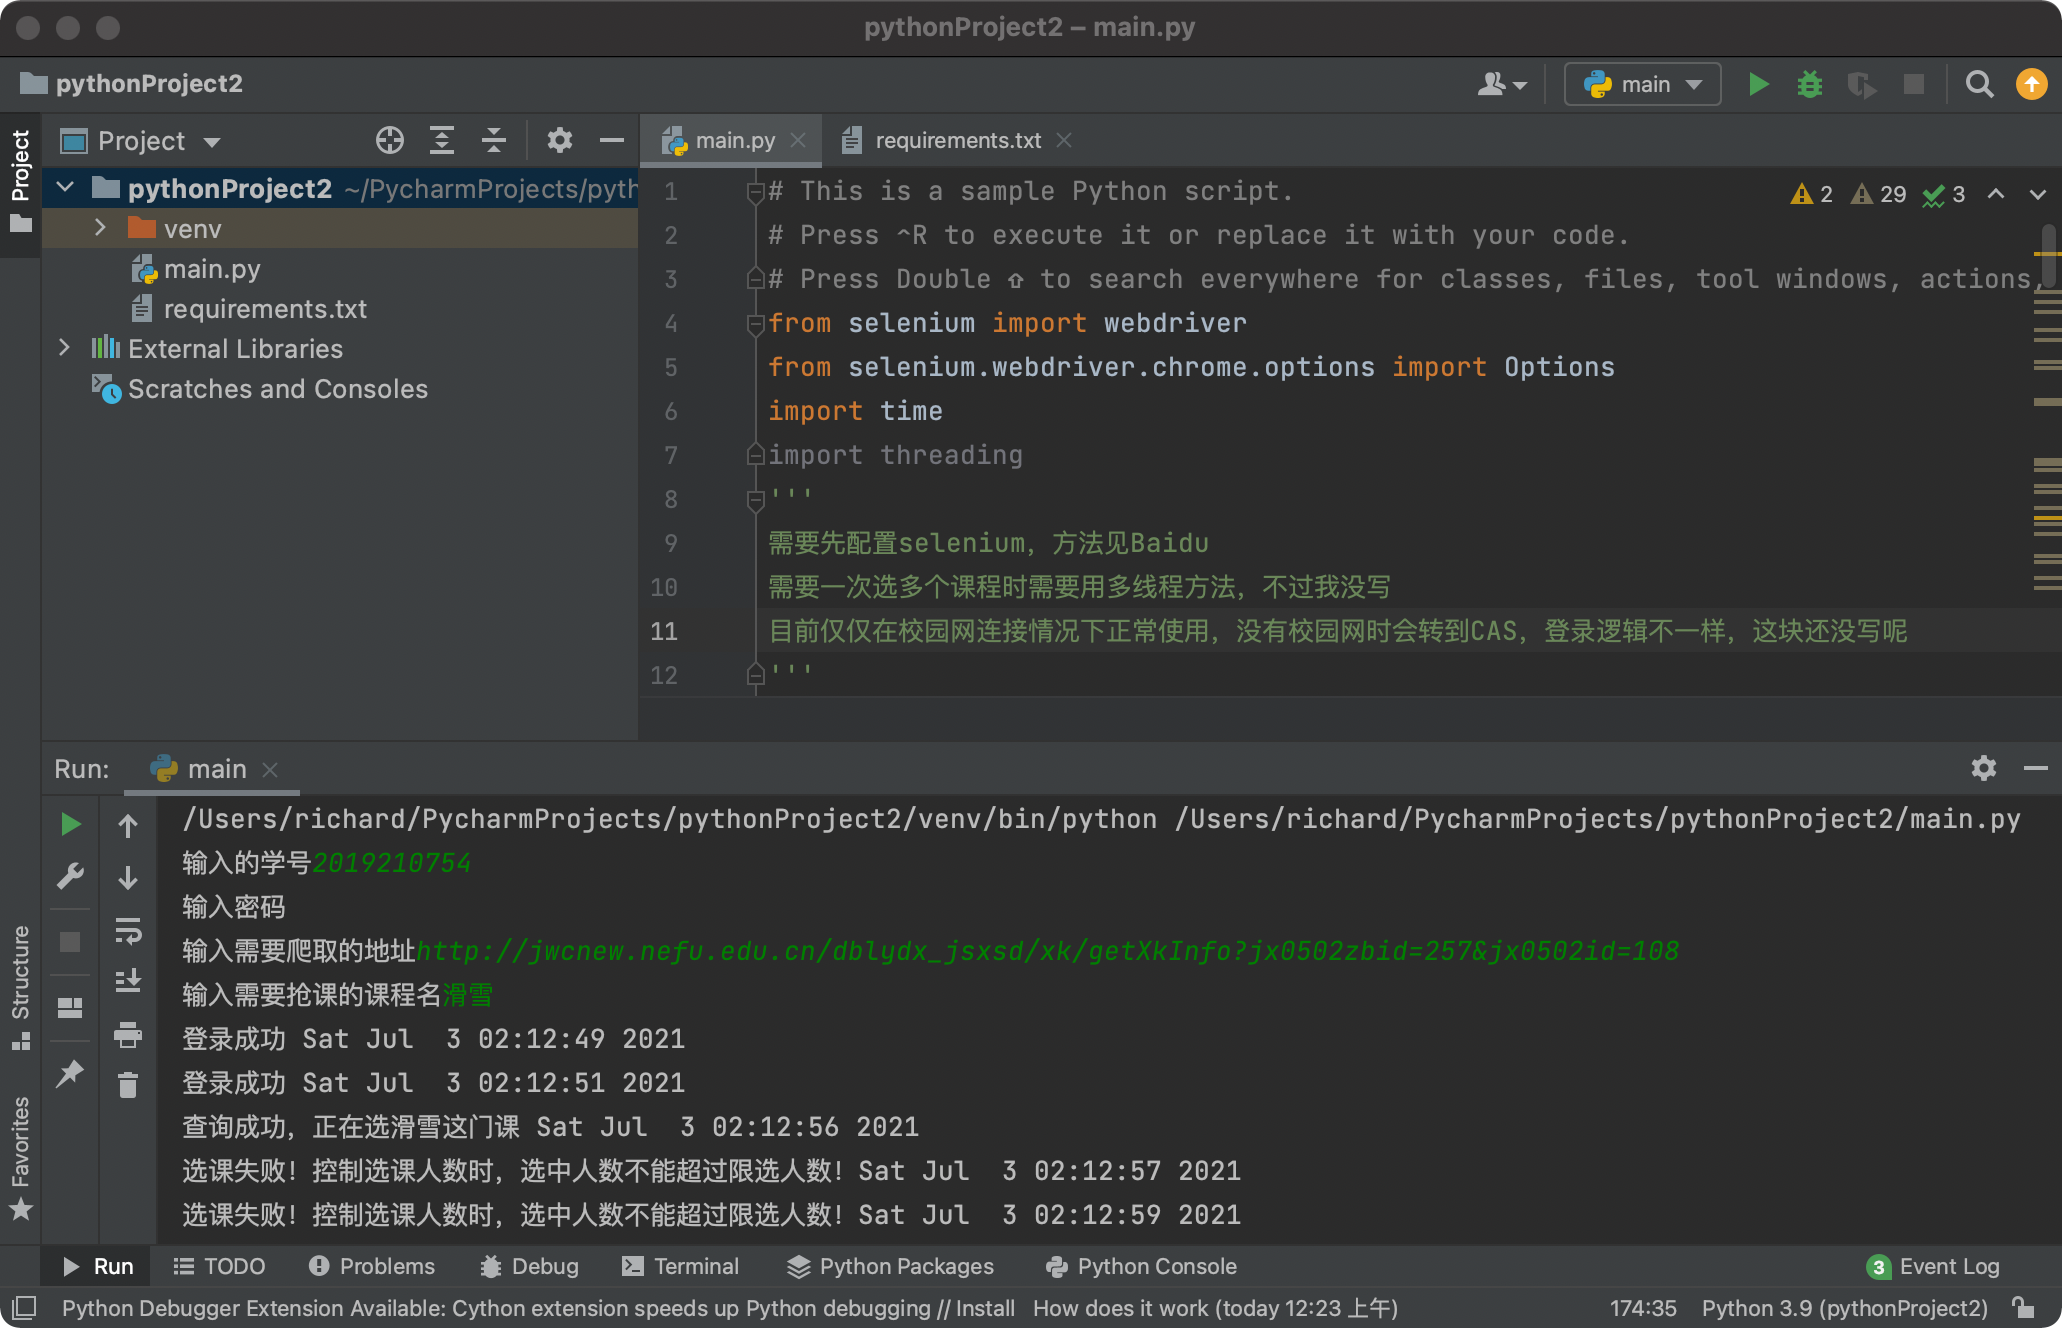 pythonProject2 – main.py
pythonProject2
main
Project
Project
main.py
requirements.txt
pythonProject2 ~/PycharmProjects/pyth
venv
main.py
requirements.txt
External Libraries
Scratches and Consoles
2 29 3
1 # This is a sample Python script.
2 # Press ^R to execute it or replace it with your code.
3 # Press Double ⇧ to search everywhere for classes, files, tool windows, actions,
4 from selenium import webdriver
5 from selenium.webdriver.chrome.options import Options
6 import time
7 import threading
8 '''
9 需要先配置selenium，方法见Baidu
10 需要一次选多个课程时需要用多线程方法，不过我没写
11 目前仅仅在校园网连接情况下正常使用，没有校园网时会转到CAS，登录逻辑不一样，这块还没写呢
12 '''
Run: main
/Users/richard/PycharmProjects/pythonProject2/venv/bin/python /Users/richard/PycharmProjects/pythonProject2/main.py
输入的学号2019210754
输入密码
输入需要爬取的地址http://jwcnew.nefu.edu.cn/dblydx_jsxsd/xk/getXkInfo?jx0502zbid=257&jx0502id=108
输入需要抢课的课程名滑雪
登录成功 Sat Jul  3 02:12:49 2021
登录成功 Sat Jul  3 02:12:51 2021
查询成功，正在选滑雪这门课 Sat Jul  3 02:12:56 2021
选课失败！控制选课人数时，选中人数不能超过限选人数！Sat Jul  3 02:12:57 2021
选课失败！控制选课人数时，选中人数不能超过限选人数！Sat Jul  3 02:12:59 2021
Structure
Favorites
Run TODO Problems Debug Terminal Python Packages Python Console 3 Event Log
Python Debugger Extension Available: Cython extension speeds up Python debugging // Install How does it work (today 12:23 上午) 174:35 Python 3.9 (pythonProject2)